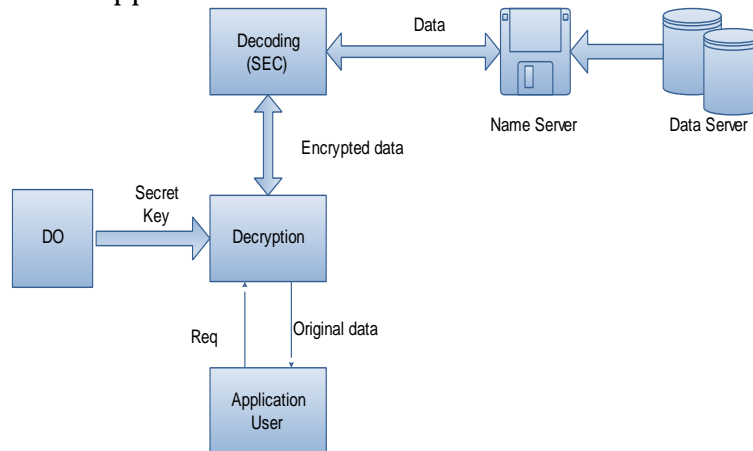 Data
Decoding
(SEC)
Name Server
Data Server
Encrypted data
Secret
Key
DO
Decryption
Req
Original data
Application
User